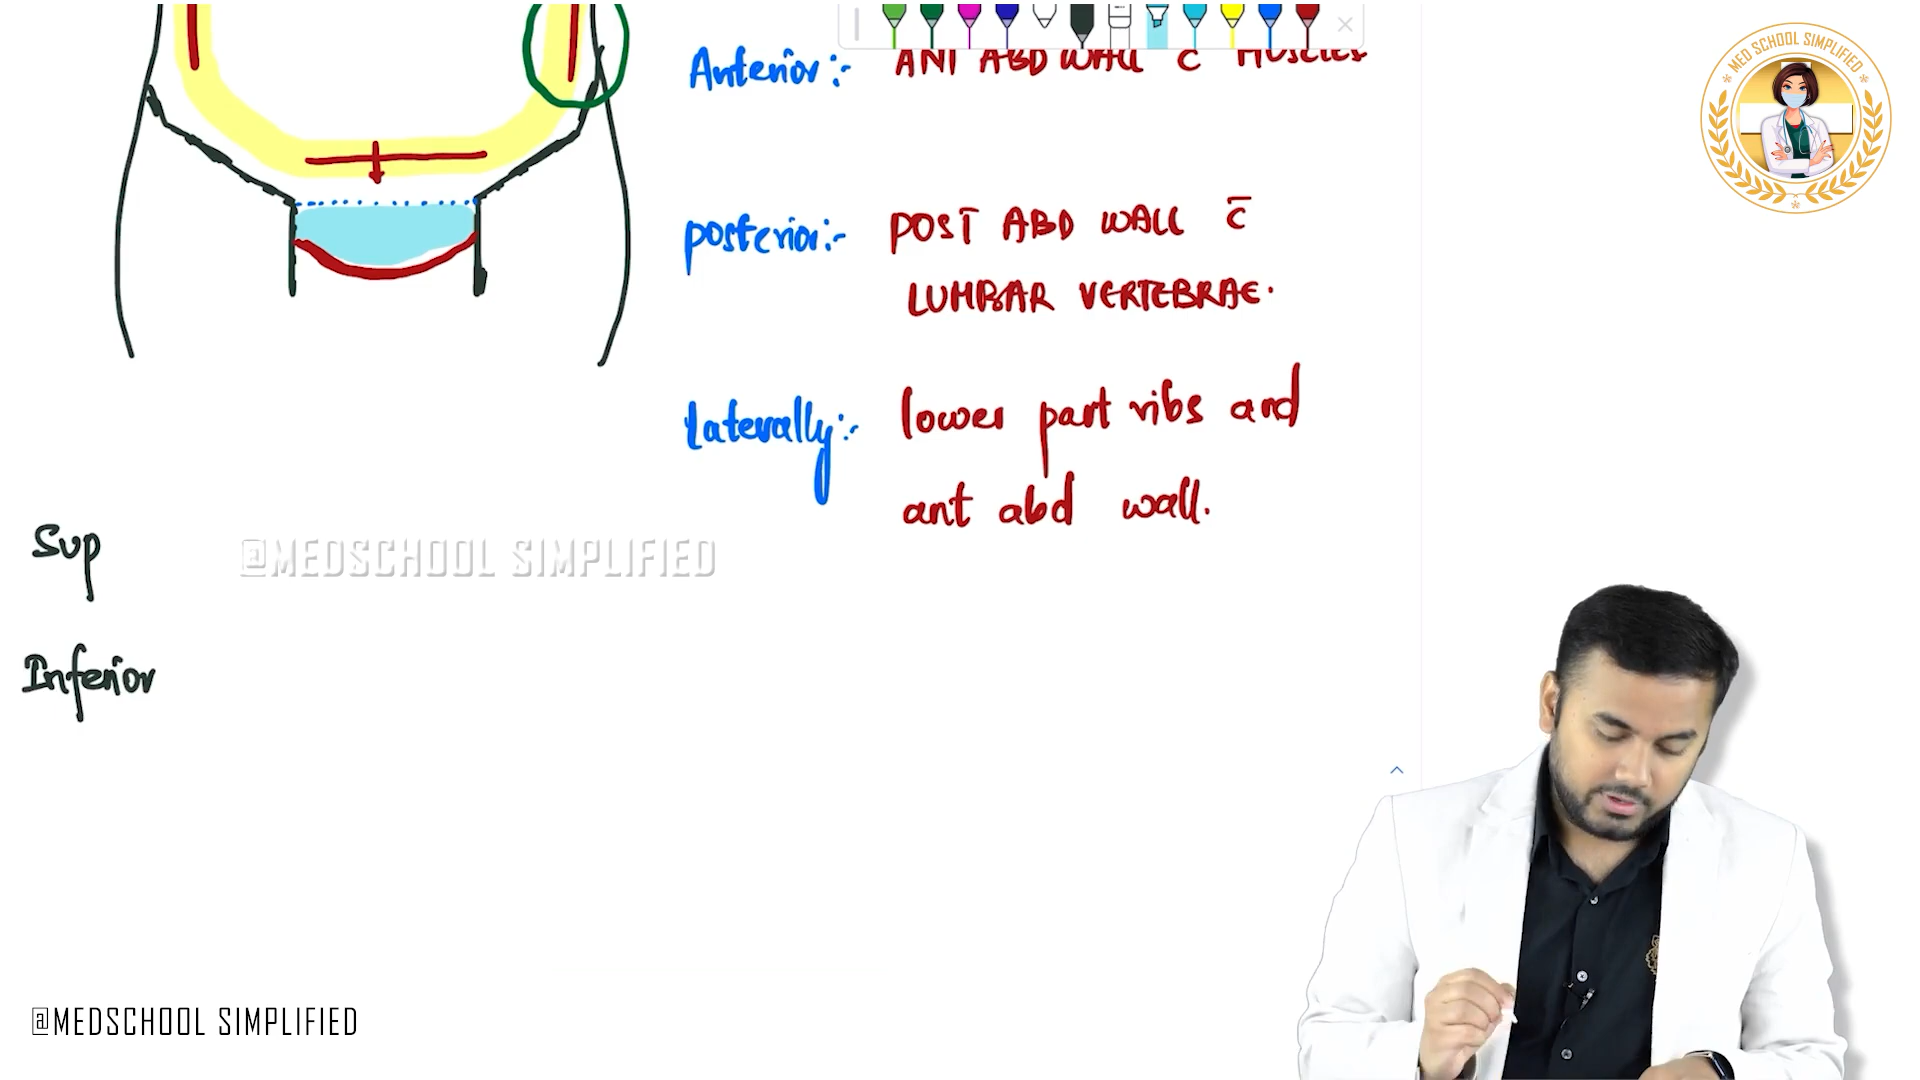 Anterior:- ANT ABD WALL c̄ MUSCLES
MED SCHOOL SIMPLIFIED
posterior:- POST ABD WALL c̄
LUMBAR VERTEBRAE.
Laterally:- lower part ribs and
ant abd wall.
Sup
@MEDSCHOOL SIMPLIFIED
Inferior
@MEDSCHOOL SIMPLIFIED